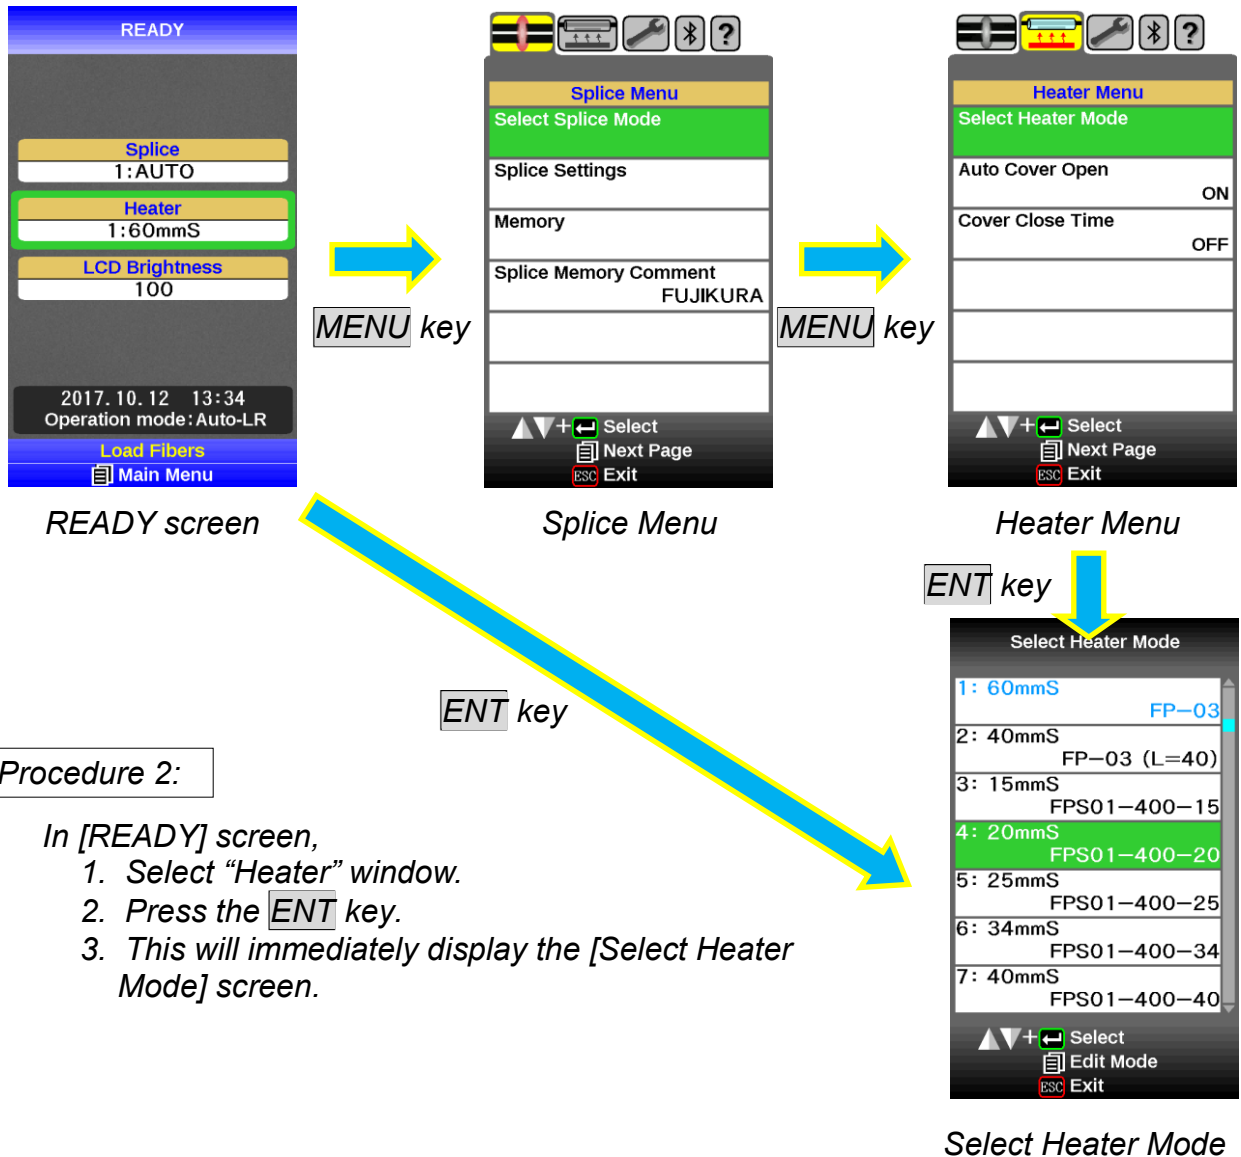 READY
Splice
1:AUTO
Heater
1:60mmS
LCD Brightness
100
2017.10.12 13:34
Operation mode:Auto-LR
Load Fibers
Main Menu
READY screen
MENU key
?
Splice Menu
Select Splice Mode
Splice Settings
Memory
Splice Memory Comment
FUJIKURA
+ Select
Next Page
ESC Exit
Splice Menu
MENU key
?
Heater Menu
Select Heater Mode
Auto Cover Open
ON
Cover Close Time
OFF
+ Select
Next Page
ESC Exit
Heater Menu
ENT key
ENT key
Select Heater Mode
1: 60mmS
FP-03
2: 40mmS
FP-03 (L=40)
3: 15mmS
FPS01-400-15
4: 20mmS
FPS01-400-20
5: 25mmS
FPS01-400-25
6: 34mmS
FPS01-400-34
7: 40mmS
FPS01-400-40
+ Select
Edit Mode
ESC Exit
Select Heater Mode
Procedure 2:
In [READY] screen,
1. Select “Heater” window.
2. Press the ENT key.
3. This will immediately display the [Select Heater
Mode] screen.